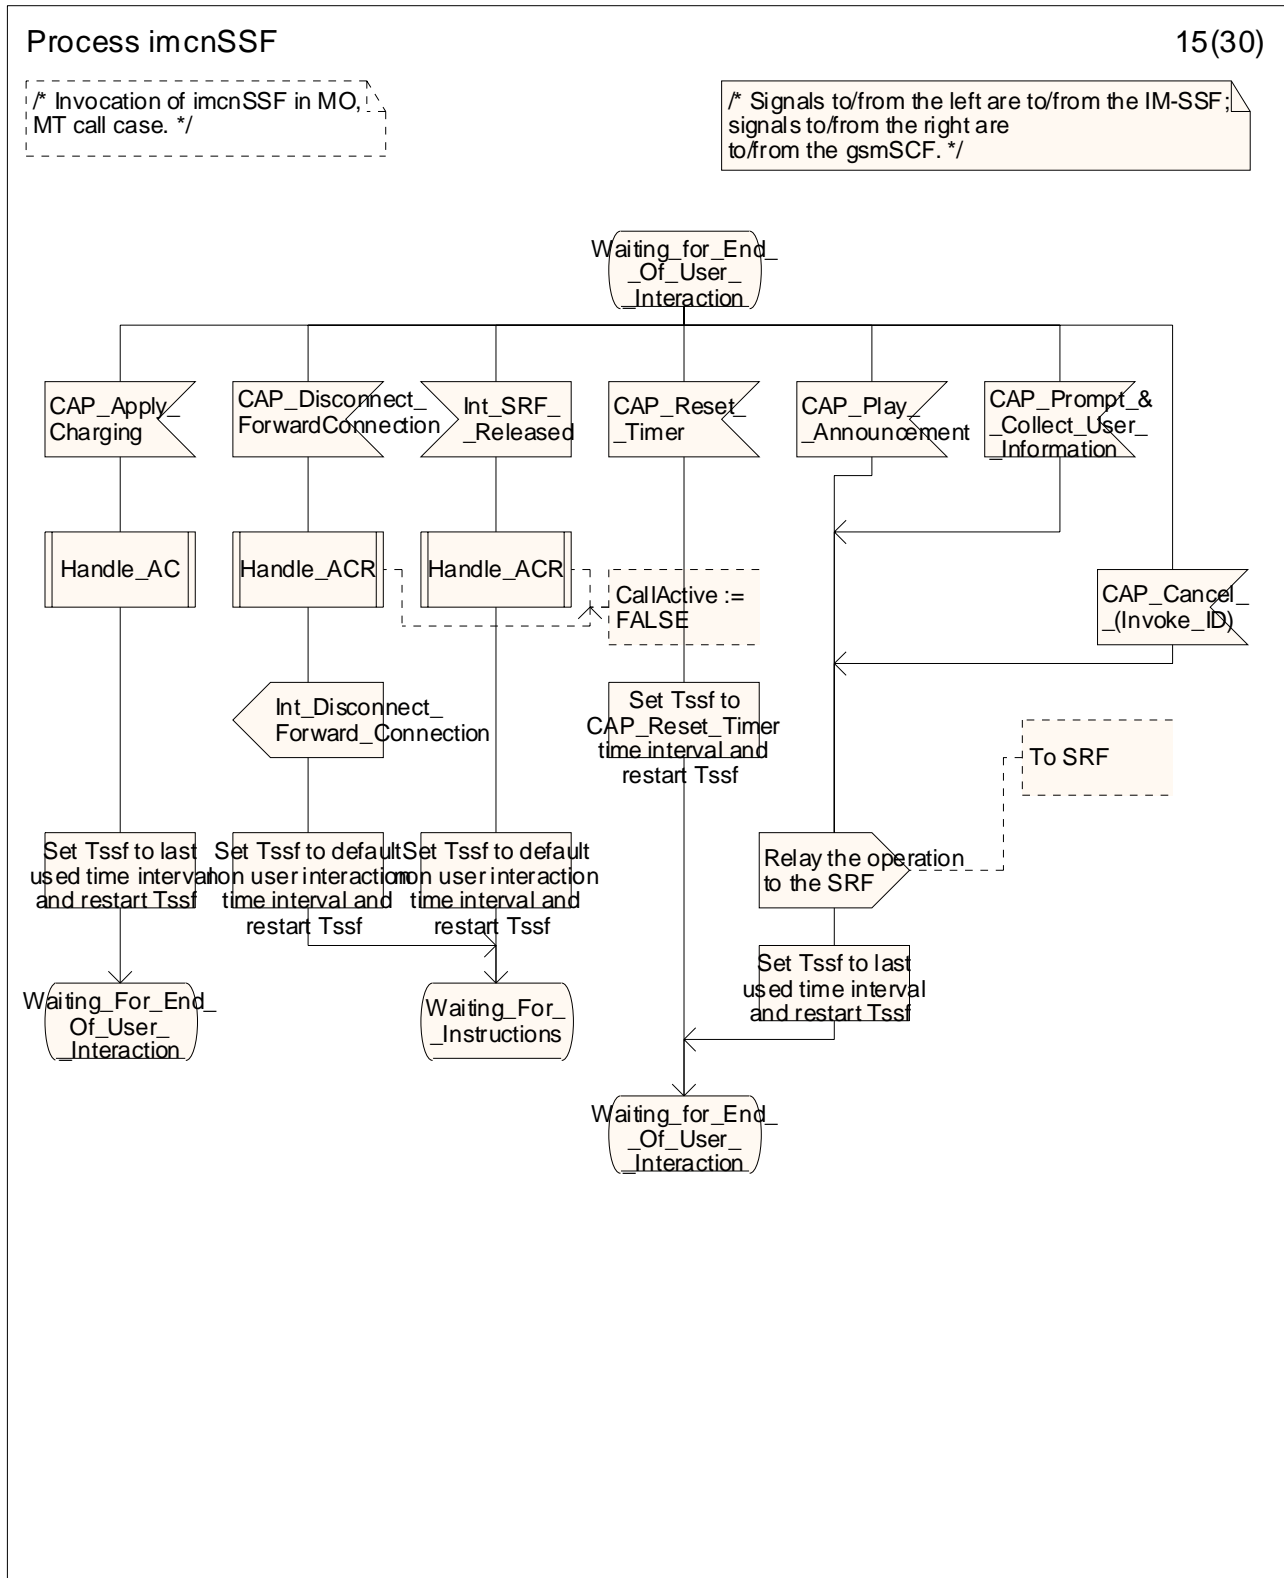 Process imcnSSF
15(30)
/* Invocation of imcnSSF in MO,
MT call case. */
/* Signals to/from the left are to/from the IM-SSF;
signals to/from the right are
to/from the gsmSCF. */
Waiting_for_End_
_Of_User_
_Interaction
CAP_Apply_
_Charging
CAP_Disconnect_
_ForwardConnection
Int_SRF_
_Released
CAP_Reset_
_Timer
CAP_Play_
_Announcement
CAP_Prompt_&
_Collect_User_
_Information
Handle_AC
Handle_ACR
Handle_ACR
CallActive :=
FALSE
CAP_Cancel_
_(Invoke_ID)
Int_Disconnect_
_Forward_Connection
Set Tssf to
CAP_Reset_Timer
time interval and
restart Tssf
To SRF
Set Tssf to last
used time interval
and restart Tssf
Set Tssf to default
non user interaction
time interval and
restart Tssf
Set Tssf to default
non user interaction
time interval and
restart Tssf
Relay the operation
to the SRF
Set Tssf to last
used time interval
and restart Tssf
Waiting_For_End_
_Of_User_
_Interaction
Waiting_For_
_Instructions
Waiting_for_End_
_Of_User_
_Interaction